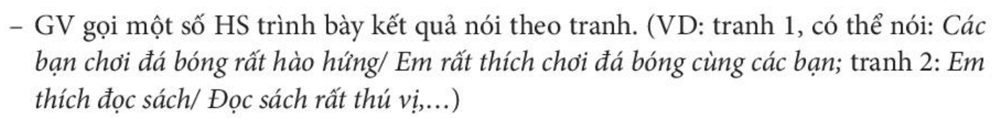 – GV gọi một số HS trình bày kết quả nói theo tranh. (VD: tranh 1, có thể nói: Các
bạn chơi đá bóng rất hào hứng/ Em rất thích chơi đá bóng cùng các bạn; tranh 2: Em
thích đọc sách/ Đọc sách rất thú vị,…)